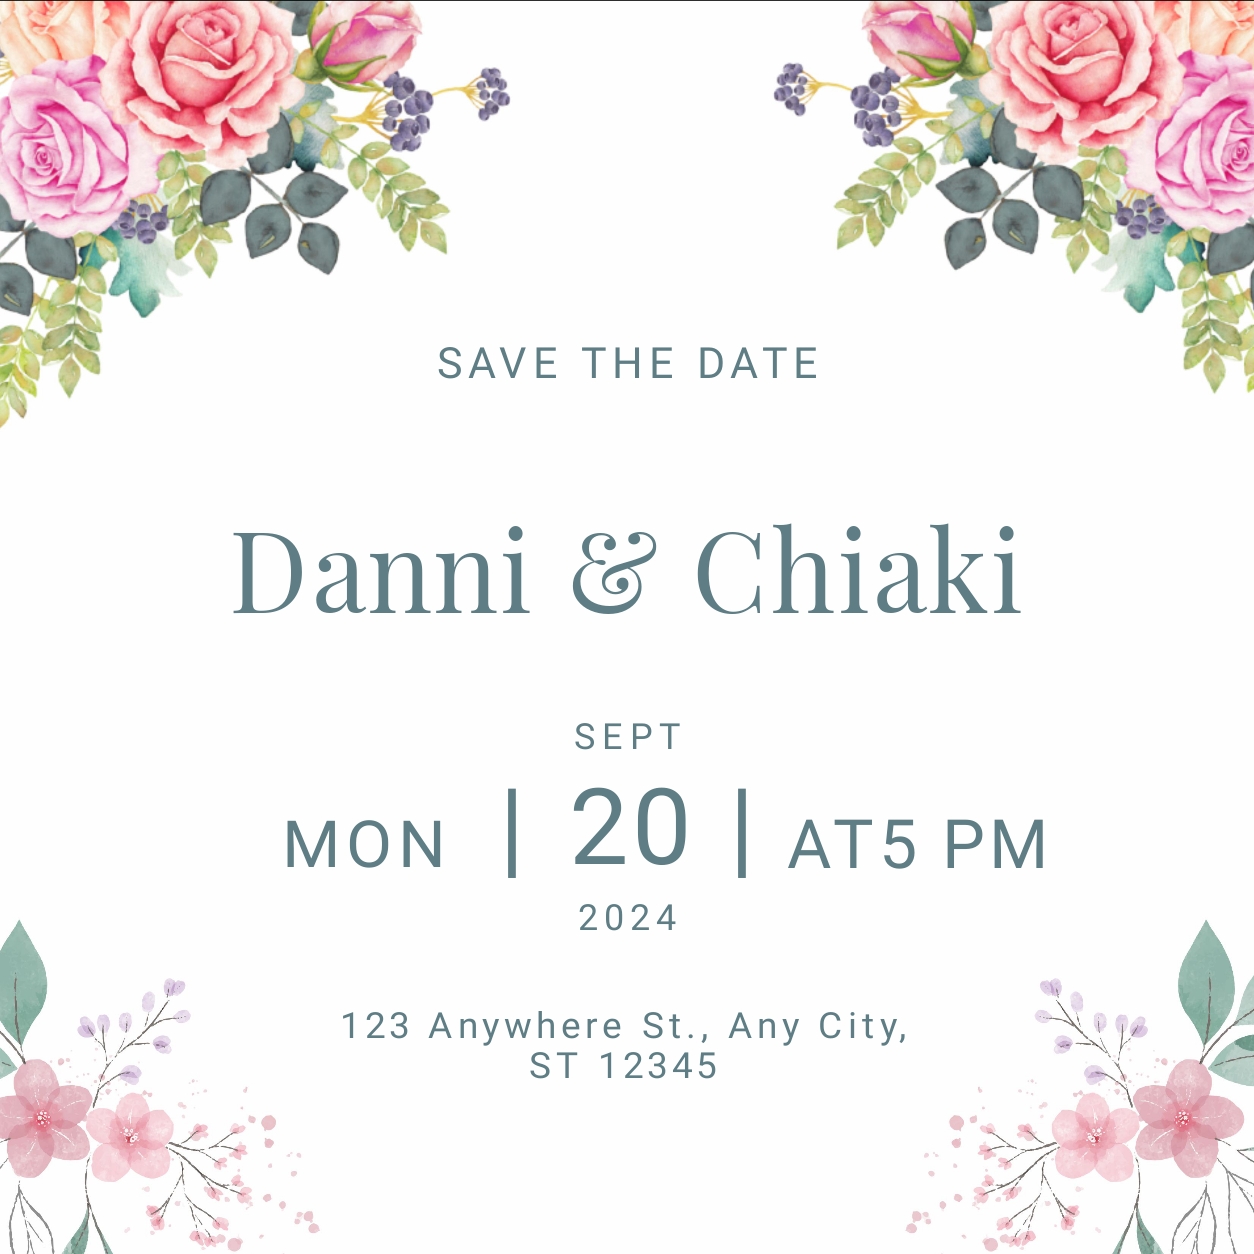 SAVE THE DATE
Danni & Chiaki
SEPT
MON | 20 | AT5 PM
2024
123 Anywhere St., Any City,
ST 12345